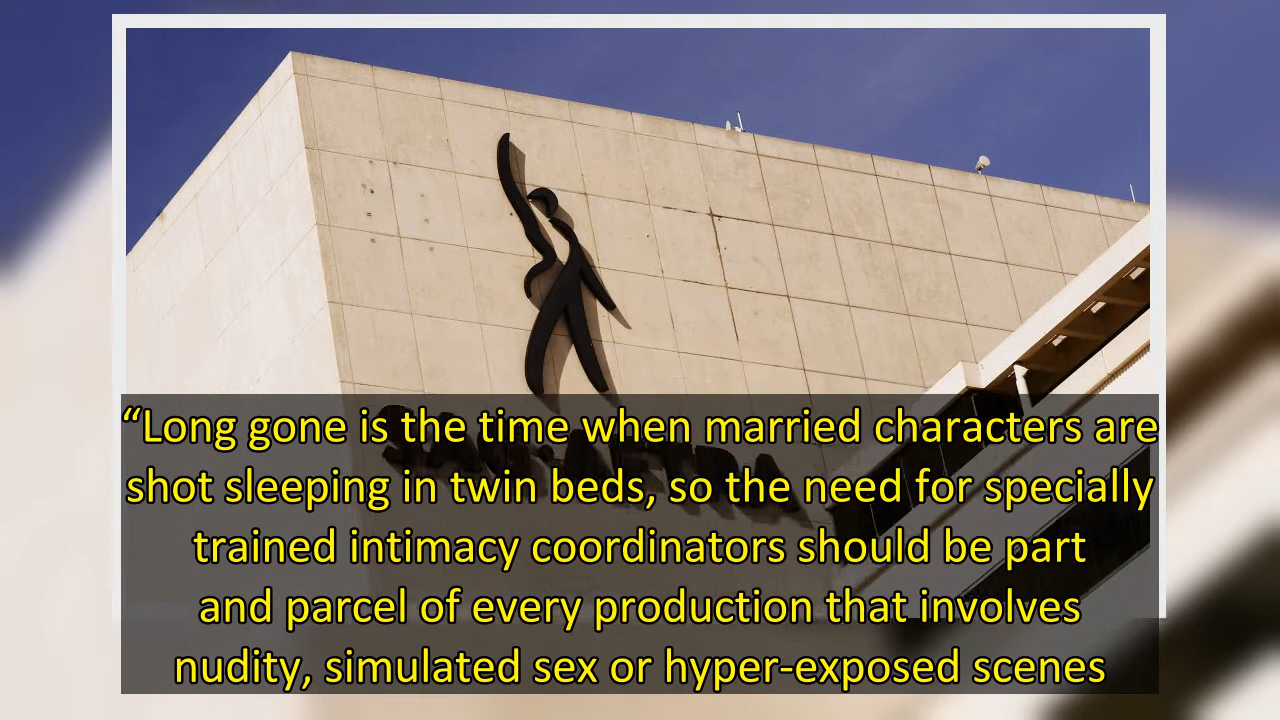 “Long gone is the time when married characters are
shot sleeping in twin beds, so the need for specially
trained intimacy coordinators should be part
and parcel of every production that involves
nudity, simulated sex or hyper-exposed scenes